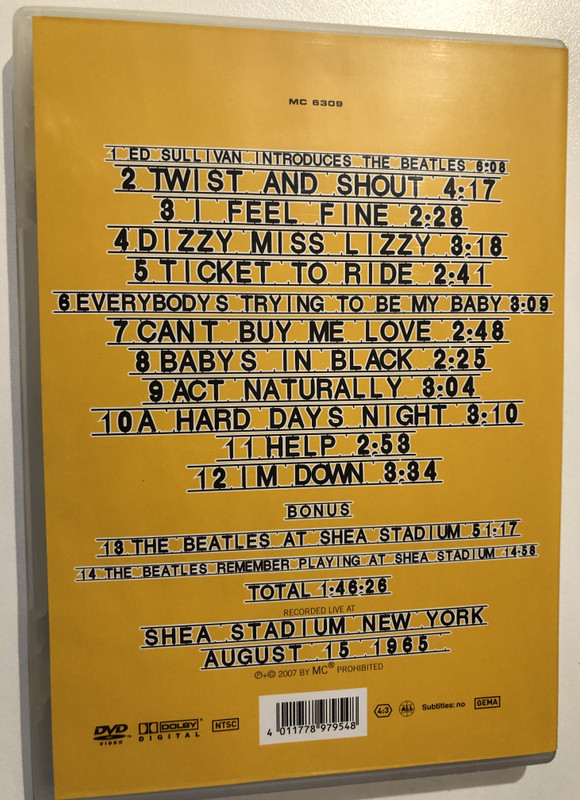 MC 6309
1 ED SULLIVAN INTRODUCES THE BEATLES 6:08
2 TWIST AND SHOUT 4:17
3 I FEEL FINE 2:28
4 DIZZY MISS LIZZY 3:18
5 TICKET TO RIDE 2:41
6 EVERYBODYS TRYING TO BE MY BABY 3:09
7 CANT BUY ME LOVE 2:48
8 BABYS IN BLACK 2:25
9 ACT NATURALLY 3:04
10 A HARD DAYS NIGHT 3:10
11 HELP 2:53
12 IM DOWN 3:34
BONUS
13 THE BEATLES AT SHEA STADIUM 51:17
14 THE BEATLES REMEMBER PLAYING AT SHEA STADIUM 14:58
TOTAL 1:46:26
RECORDED LIVE AT
SHEA STADIUM NEW YORK
AUGUST 15 1965
℗+© 2007 BY MC® PROHIBITED
DVD VIDEO
DOLBY DIGITAL
NTSC
4 011778 979548
4:3
ALL
Subtitles: no
GEMA